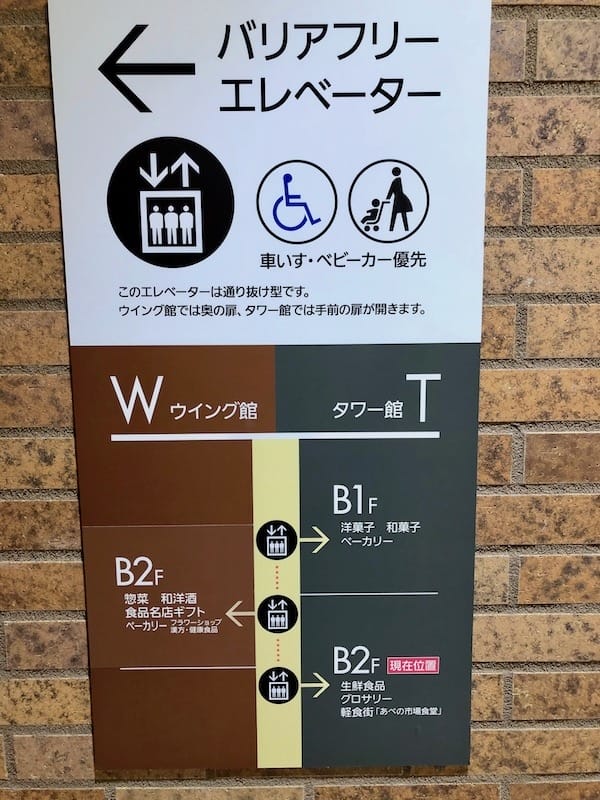 バリアフリー
エレベーター
車いす・ベビーカー優先
このエレベーターは通り抜け型です。
ウイング館では奥の扉、タワー館では手前の扉が開きます。
W ウイング館
タワー館 T
B1F
洋菓子 和菓子
ベーカリー
B2F
惣菜 和洋酒
食品名店ギフト
ベーカリー フラワーショップ
漢方・健康食品
B2F 現在位置
生鮮食品
グロサリー
軽食街「あべの市場食堂」